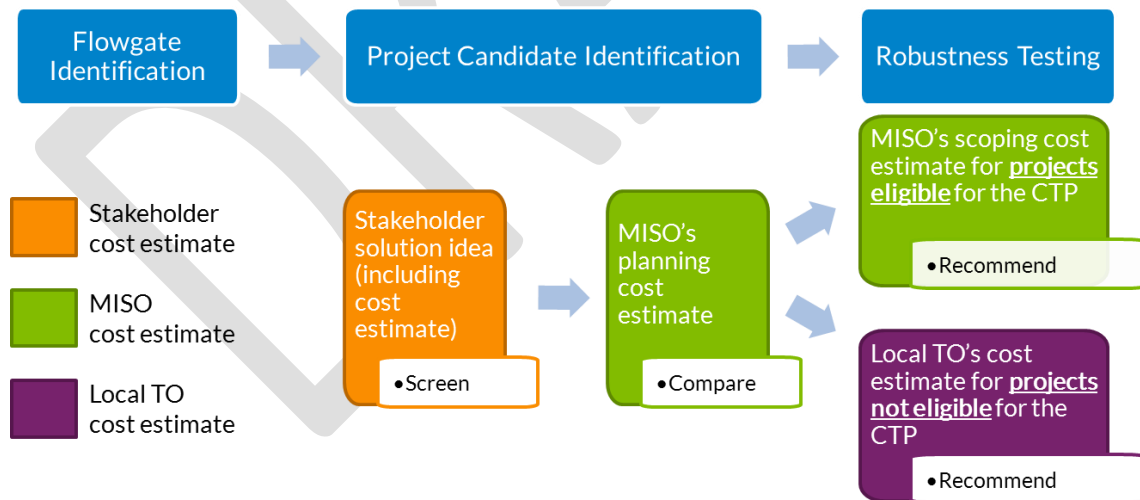 Flowgate
Identification
Project Candidate Identification
Robustness Testing
Stakeholder
cost estimate
MISO
cost estimate
Local TO
cost estimate
Stakeholder
solution idea
(including
cost
estimate)
•Screen
MISO's
planning
cost
estimate
•Compare
MISO's scoping cost
estimate for projects
eligible for the CTP
•Recommend
Local TO's cost
estimate for projects
not eligible for the
CTP
•Recommend